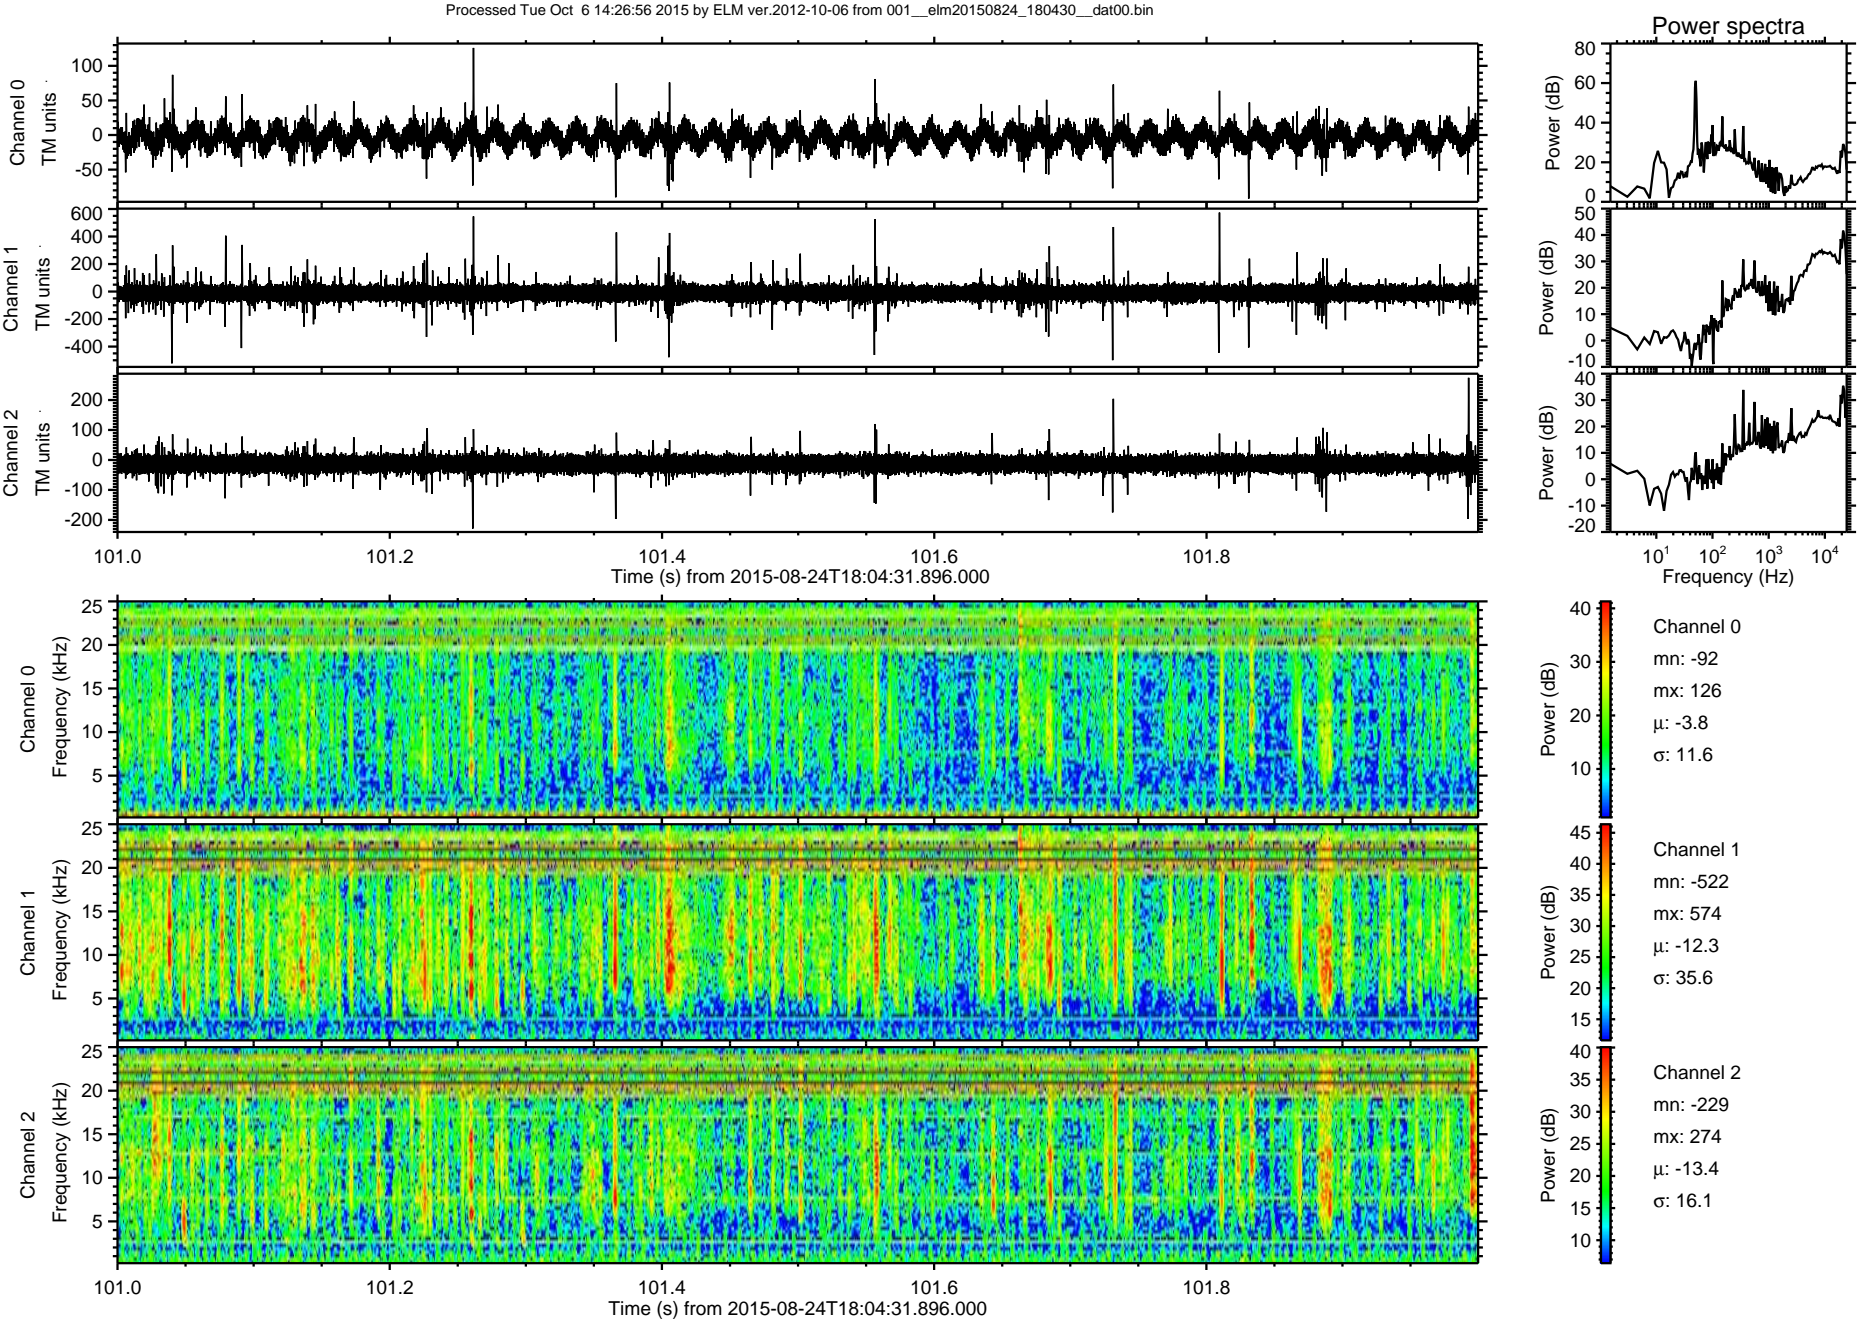 Processed Tue Oct  6 14:26:56 2015 by ELM ver.2012-10-06 from 001__elm20150824_180430__dat00.bin
Power spectra
Channel 0
TM units
100
50
0
-50
Power (dB)
80
60
40
20
0
Channel 1
TM units
600
400
200
0
-200
-400
Power (dB)
50
40
30
20
10
0
-10
Channel 2
TM units
200
100
0
-100
-200
Power (dB)
40
30
20
10
0
-10
-20
101.0 101.2 101.4 101.6 101.8
Time (s) from 2015-08-24T18:04:31.896.000
10^1 10^2 10^3 10^4
Frequency (Hz)
Channel 0
Frequency (kHz)
25
20
15
10
5
Power (dB)
40
30
20
10
Channel 0
mn: -92
mx: 126
μ: -3.8
σ: 11.6
Channel 1
Frequency (kHz)
25
20
15
10
5
Power (dB)
45
40
35
30
25
20
15
Channel 1
mn: -522
mx: 574
μ: -12.3
σ: 35.6
Channel 2
Frequency (kHz)
25
20
15
10
5
Power (dB)
40
35
30
25
20
15
10
Channel 2
mn: -229
mx: 274
μ: -13.4
σ: 16.1
101.0 101.2 101.4 101.6 101.8
Time (s) from 2015-08-24T18:04:31.896.000